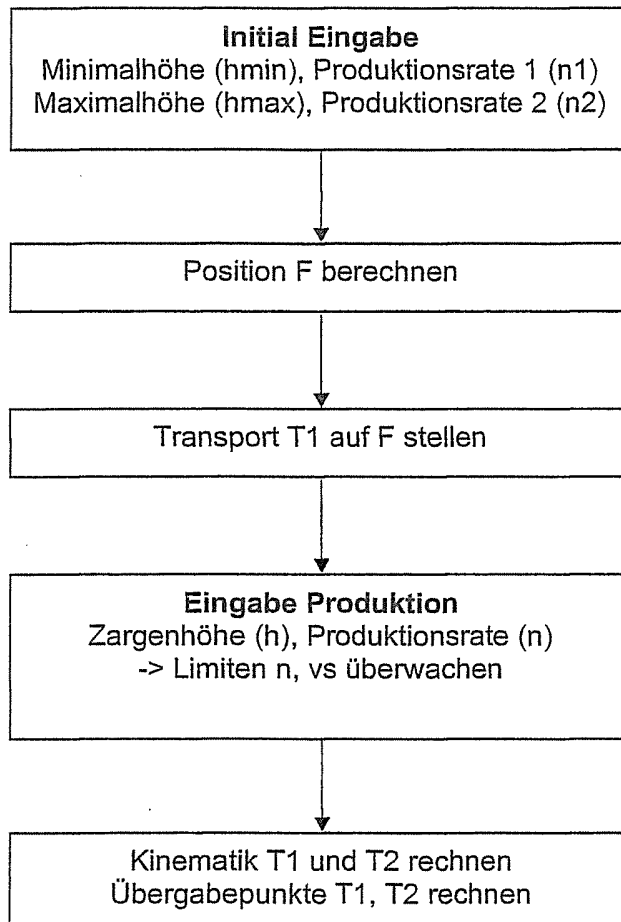 Initial Eingabe
Minimalhöhe (hmin), Produktionsrate 1 (n1)
Maximalhöhe (hmax), Produktionsrate 2 (n2)
Position F berechnen
Transport T1 auf F stellen
Eingabe Produktion
Zargenhöhe (h), Produktionsrate (n)
-> Limiten n, vs überwachen
Kinematik T1 und T2 rechnen
Übergabepunkte T1, T2 rechnen